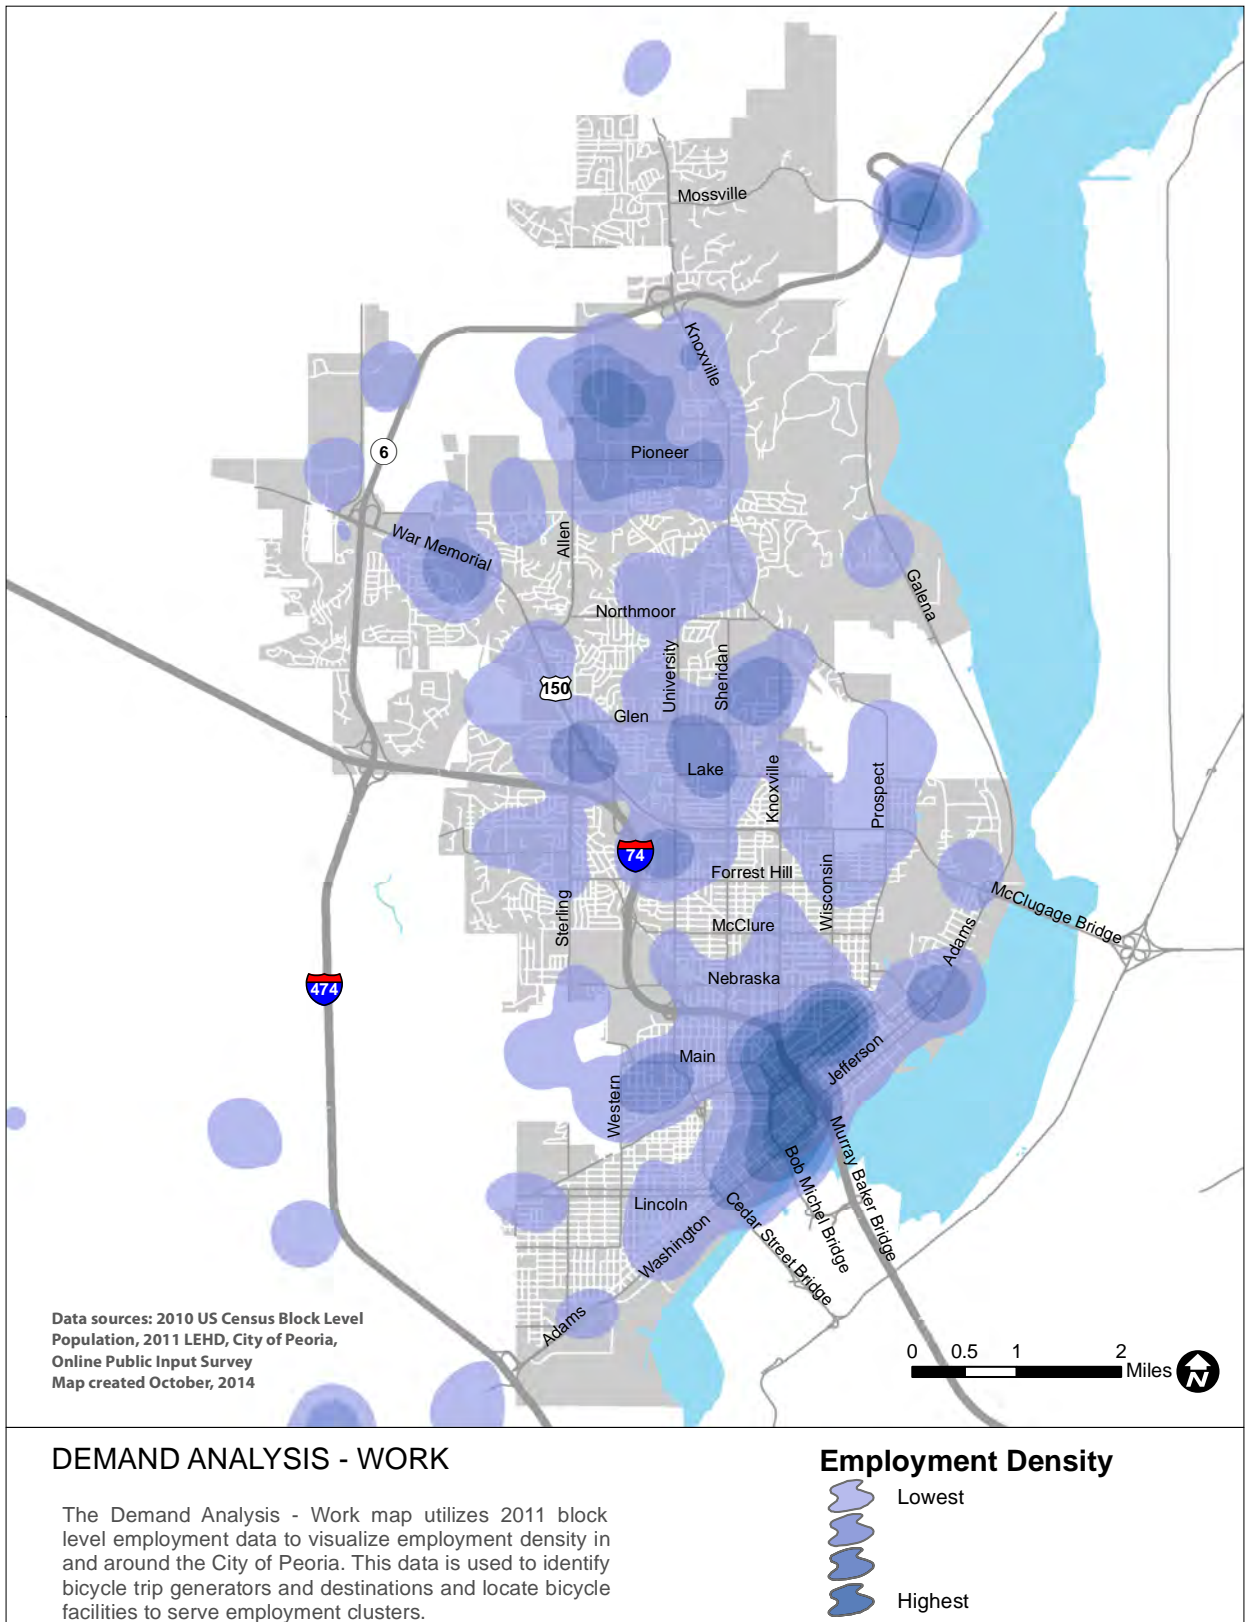 Mossville
Knoxville
6
Pioneer
War Memorial
Allen
Galena
Northmoor
University
Sheridan
150
Glen
Lake
Knoxville
Prospect
74
Forrest Hill
Wisconsin
McClugage Bridge
Sterling
McClure
Adams
Nebraska
474
Main
Jefferson
Western
Murray Baker Bridge
Bob Michel Bridge
Lincoln
Cedar Street Bridge
Washington
Adams
Data sources: 2010 US Census Block Level
Population, 2011 LEHD, City of Peoria,
Online Public Input Survey
Map created October, 2014
0 0.5 1 2
Miles
N
DEMAND ANALYSIS - WORK
The Demand Analysis - Work map utilizes 2011 block
level employment data to visualize employment density in
and around the City of Peoria. This data is used to identify
bicycle trip generators and destinations and locate bicycle
facilities to serve employment clusters.
Employment Density
Lowest
Highest